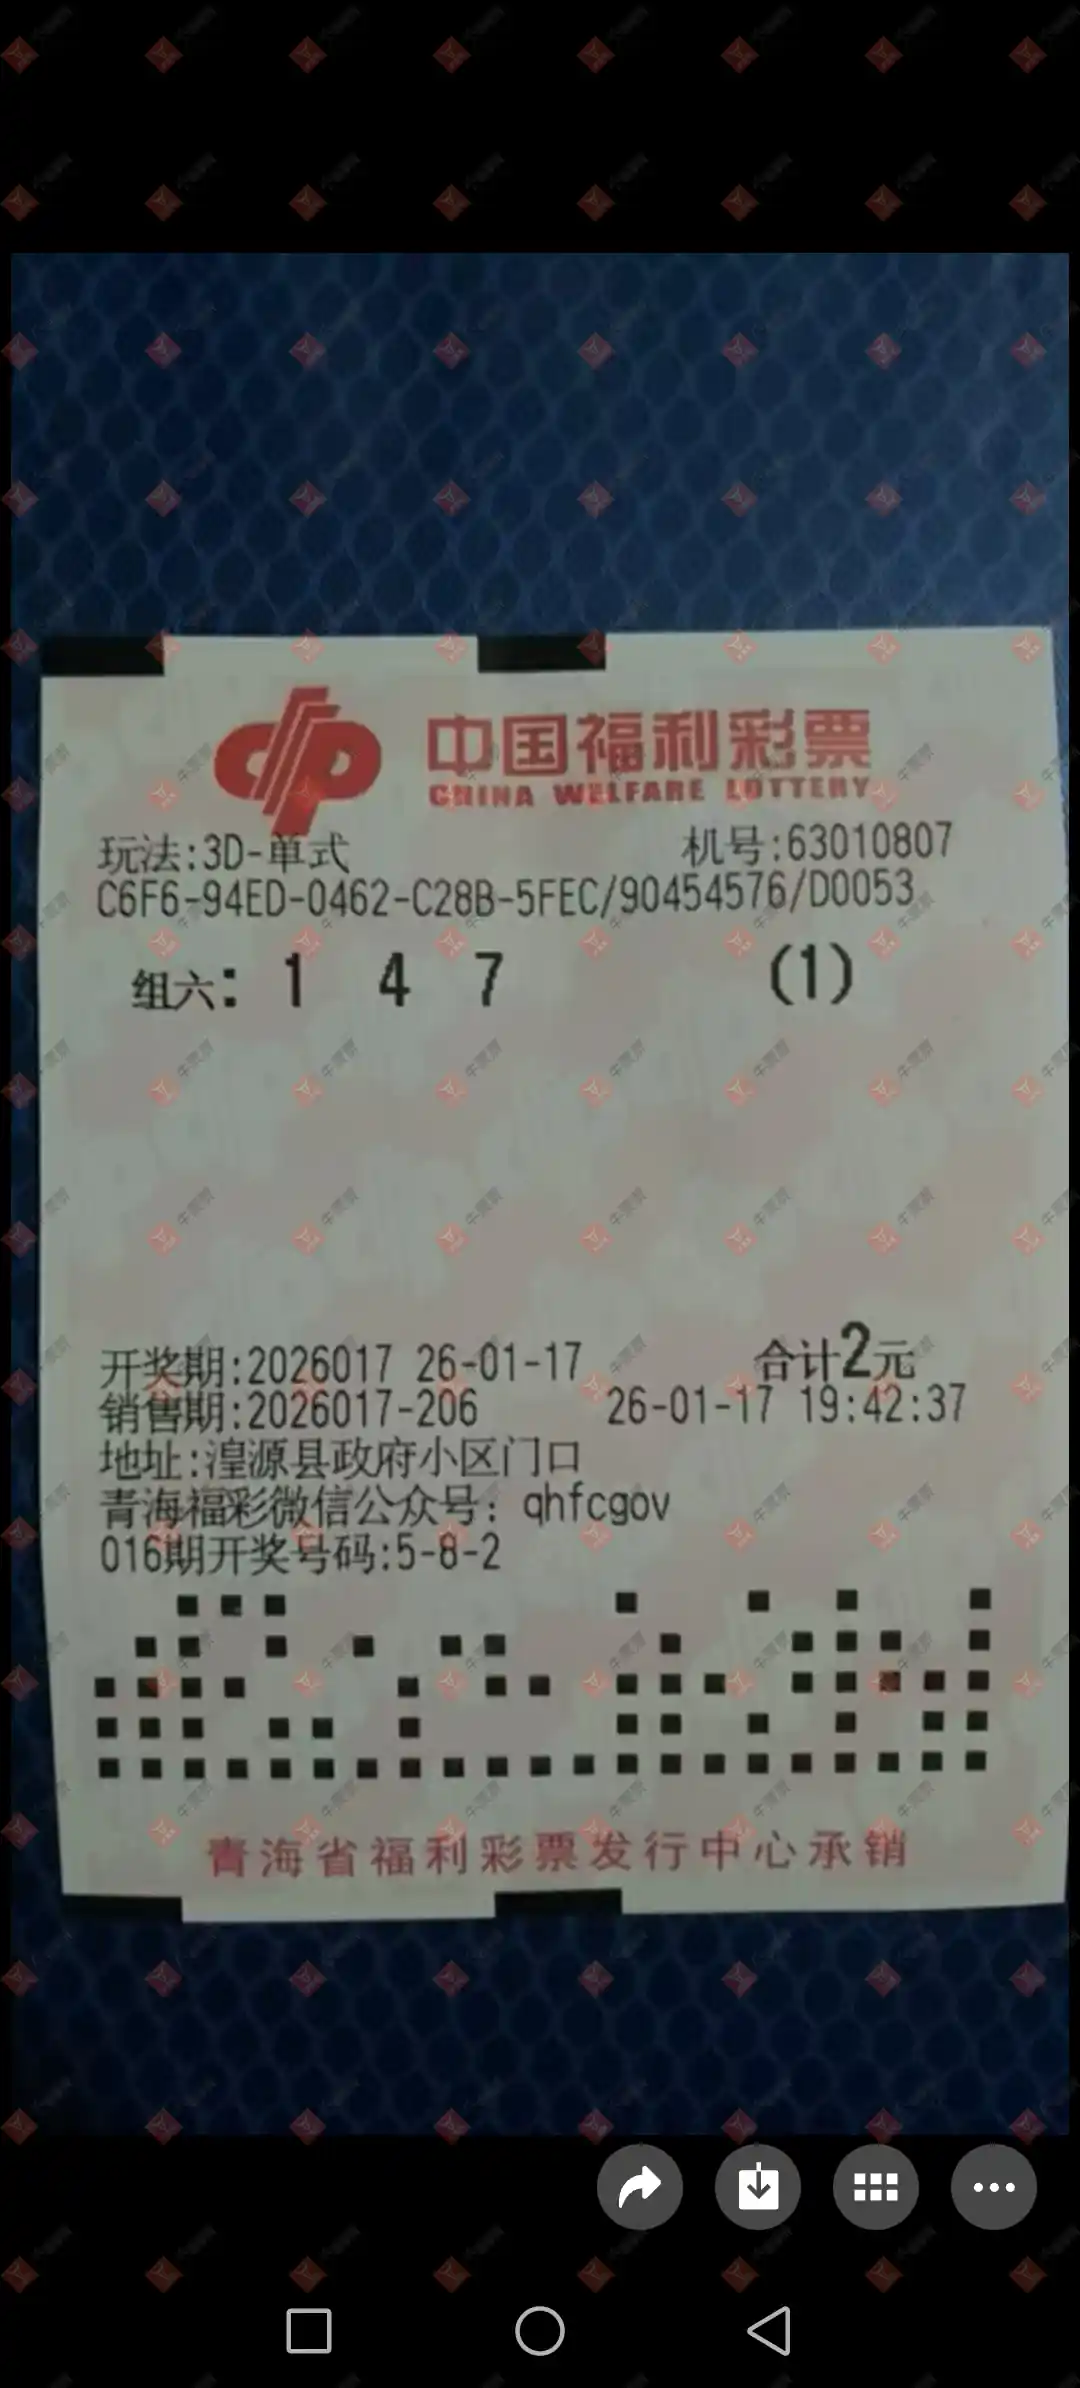 中国福利彩票
CHINA WELFARE LOTTERY
玩法:3D-单式 机号:63010807
C6F6-94ED-0462-C28B-5FEC/90454576/D0053
组六: 1 4 7 (1)
开奖期:2026017 26-01-17 合计2元
销售期:2026017-206 26-01-17 19:42:37
地址:湟源县政府小区门口
青海福彩微信公众号: qhfcgov
016期开奖号码:5-8-2
青海省福利彩票发行中心承销